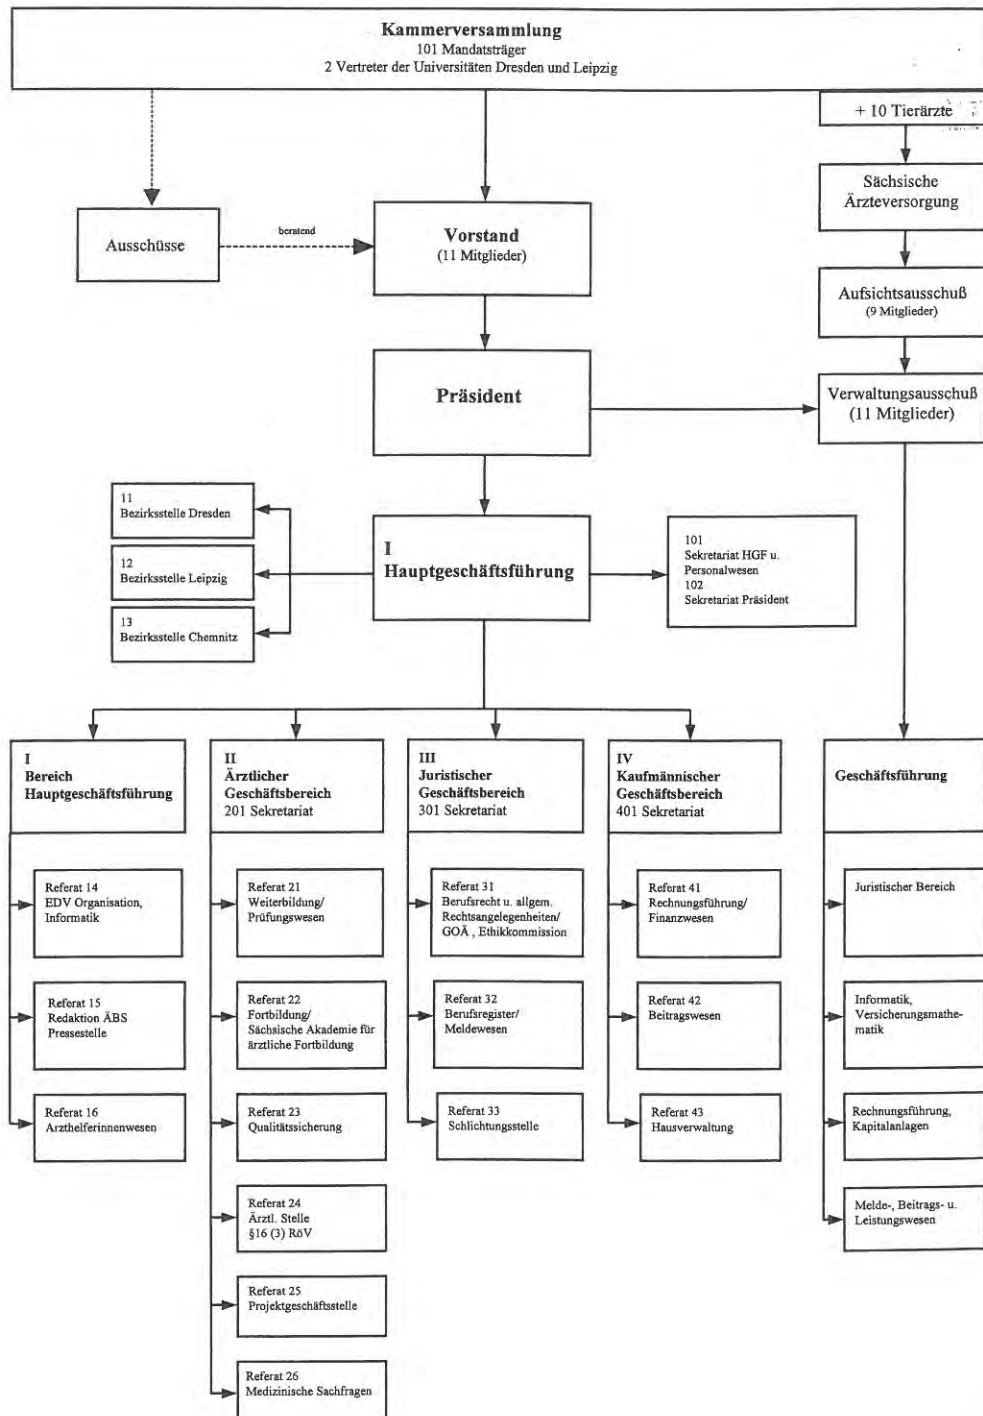 Kammerversammlung
101 Mandatsträger
2 Vertreter der Universitäten Dresden und Leipzig
+ 10 Tierärzte
Sächsische
Ärzteversorgung
Ausschüsse
beratend
Vorstand
(11 Mitglieder)
Aufsichtsausschuß
(9 Mitglieder)
Präsident
Verwaltungsausschuß
(11 Mitglieder)
11
Bezirksstelle Dresden
12
Bezirksstelle Leipzig
13
Bezirksstelle Chemnitz
I
Hauptgeschäftsführung
101
Sekretariat HGF u.
Personalwesen
102
Sekretariat Präsident
I
Bereich
Hauptgeschäftsführung
II
Ärztlicher
Geschäftsbereich
201 Sekretariat
III
Juristischer
Geschäftsbereich
301 Sekretariat
IV
Kaufmännischer
Geschäftsbereich
401 Sekretariat
Geschäftsführung
Referat 14
EDV Organisation,
Informatik
Referat 21
Weiterbildung/
Prüfungswesen
Referat 31
Berufsrecht u. allgem.
Rechtsangelegenheiten/
GOÄ , Ethikkommission
Referat 41
Rechnungsführung/
Finanzwesen
Juristischer Bereich
Referat 15
Redaktion ÄBS
Pressestelle
Referat 22
Fortbildung/
Sächsische Akademie für
ärztliche Fortbildung
Referat 32
Berufsregister/
Meldewesen
Referat 42
Beitragswesen
Informatik,
Versicherungsmathe-
matik
Referat 16
Arzthelferinnenwesen
Referat 23
Qualitätssicherung
Referat 33
Schlichtungsstelle
Referat 43
Hausverwaltung
Rechnungsführung,
Kapitalanlagen
Referat 24
Ärztl. Stelle
§16 (3) RöV
Melde-, Beitrags- u.
Leistungswesen
Referat 25
Projektgeschäftsstelle
Referat 26
Medizinische Sachfragen